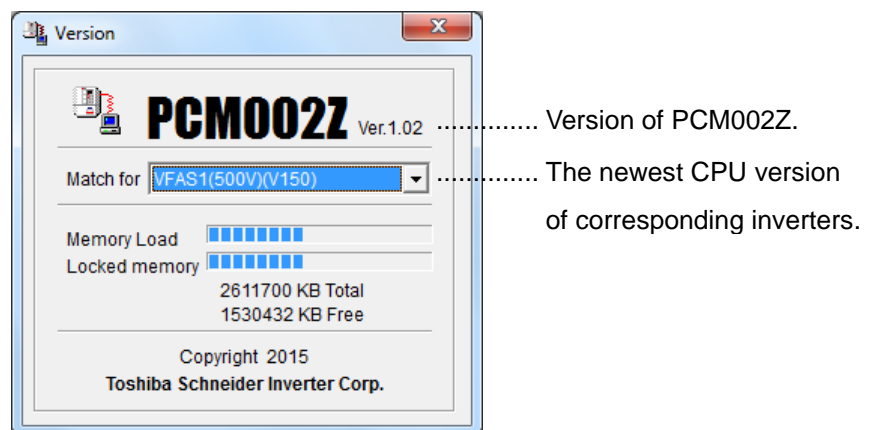 Version
PCM002Z Ver.1.02 .............. Version of PCM002Z.
Match for VFAS1(500V)(V150) .............. The newest CPU version
of corresponding inverters.
Memory Load
Locked memory
2611700 KB Total
1530432 KB Free
Copyright 2015
Toshiba Schneider Inverter Corp.